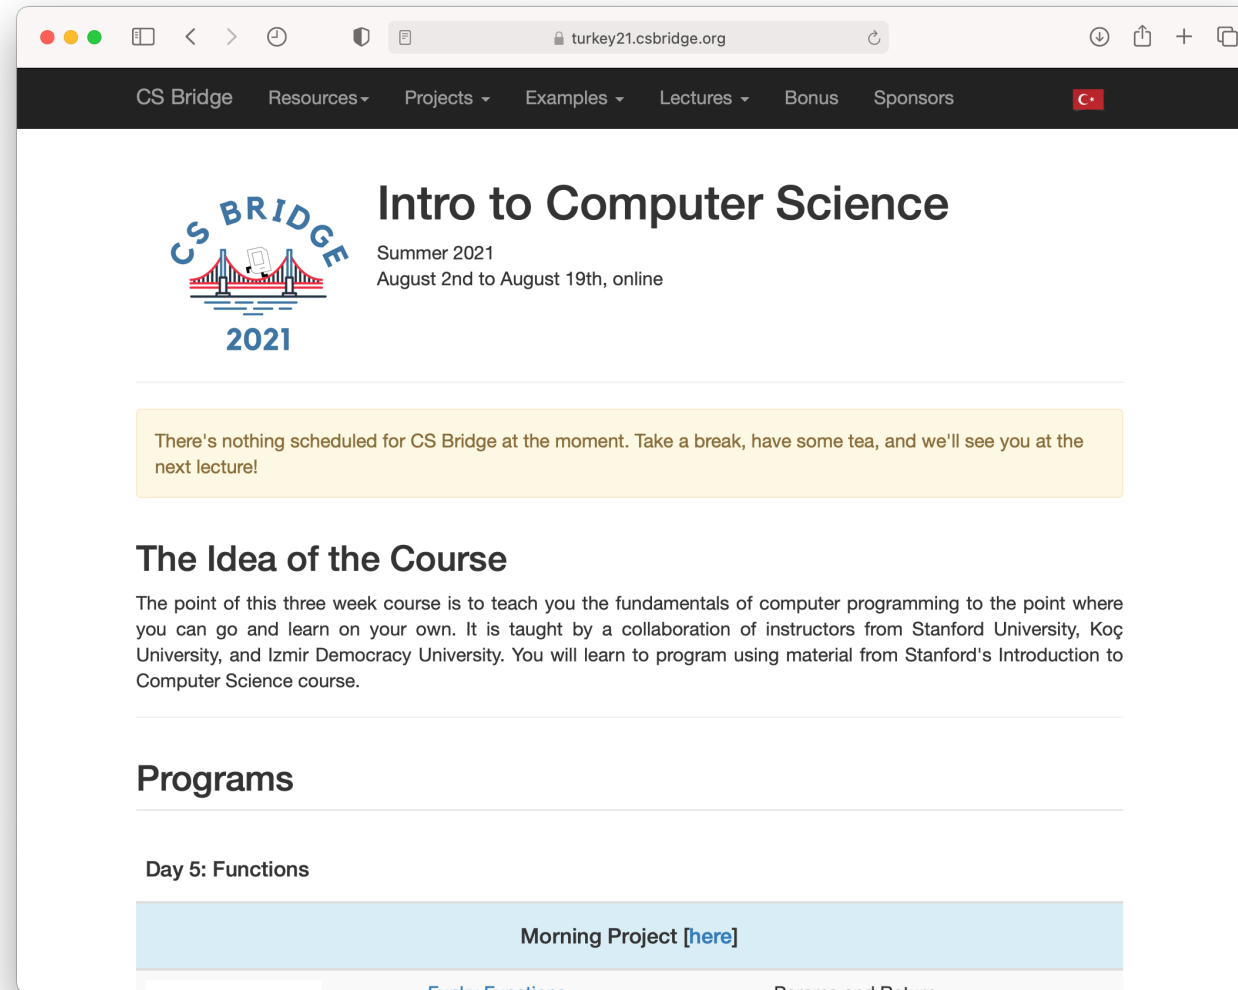 turkey21.csbridge.org
CS Bridge Resources Projects Examples Lectures Bonus Sponsors
CS BRIDGE
2021
Intro to Computer Science
Summer 2021
August 2nd to August 19th, online
There's nothing scheduled for CS Bridge at the moment. Take a break, have some tea, and we'll see you at the
next lecture!
The Idea of the Course
The point of this three week course is to teach you the fundamentals of computer programming to the point where
you can go and learn on your own. It is taught by a collaboration of instructors from Stanford University, Koç
University, and Izmir Democracy University. You will learn to program using material from Stanford's Introduction to
Computer Science course.
Programs
Day 5: Functions
Morning Project [here]
Funky Functions Params and Return